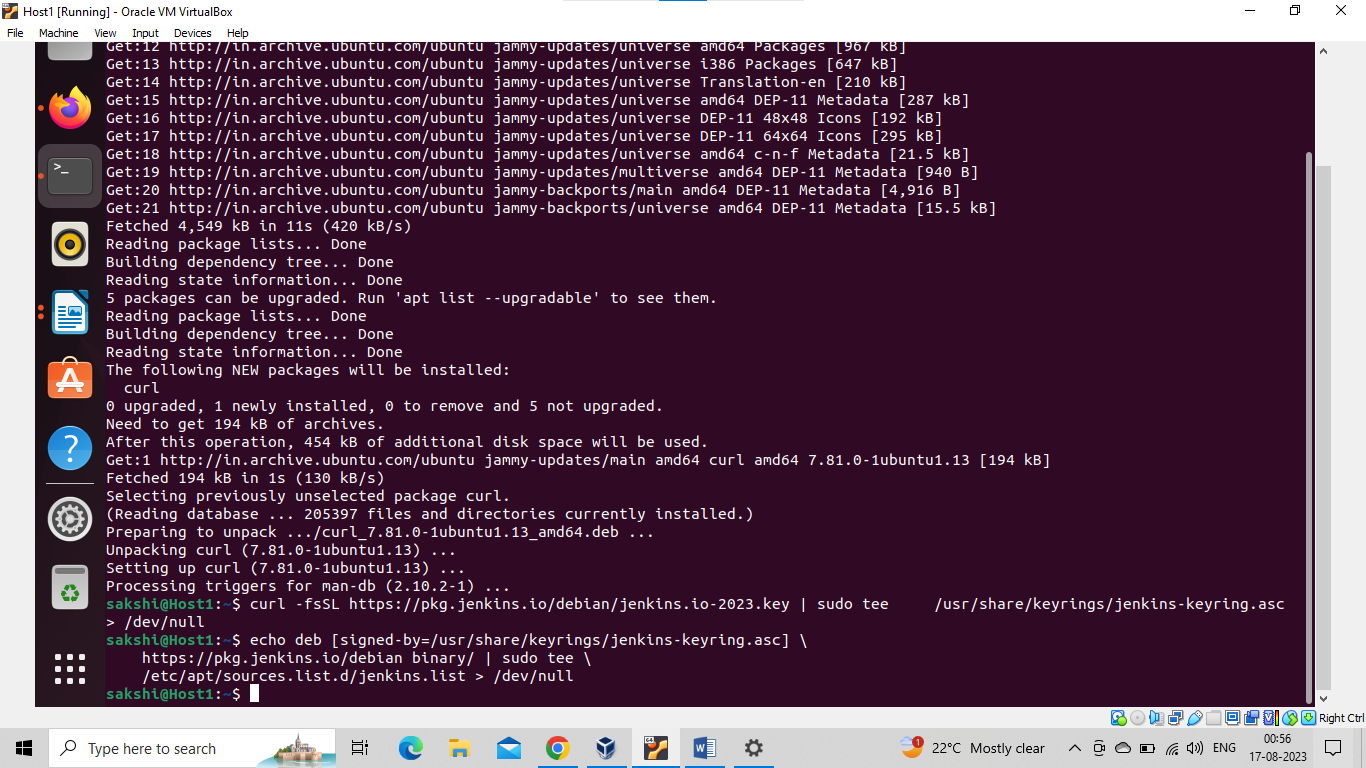 Host1 [Running] - Oracle VM VirtualBox
File Machine View Input Devices Help
Get:12 http://in.archive.ubuntu.com/ubuntu jammy-updates/universe amd64 Packages [967 kB]
Get:13 http://in.archive.ubuntu.com/ubuntu jammy-updates/universe i386 Packages [647 kB]
Get:14 http://in.archive.ubuntu.com/ubuntu jammy-updates/universe Translation-en [210 kB]
Get:15 http://in.archive.ubuntu.com/ubuntu jammy-updates/universe amd64 DEP-11 Metadata [287 kB]
Get:16 http://in.archive.ubuntu.com/ubuntu jammy-updates/universe DEP-11 48x48 Icons [192 kB]
Get:17 http://in.archive.ubuntu.com/ubuntu jammy-updates/universe DEP-11 64x64 Icons [295 kB]
Get:18 http://in.archive.ubuntu.com/ubuntu jammy-updates/universe amd64 c-n-f Metadata [21.5 kB]
Get:19 http://in.archive.ubuntu.com/ubuntu jammy-updates/multiverse amd64 DEP-11 Metadata [940 B]
Get:20 http://in.archive.ubuntu.com/ubuntu jammy-backports/main amd64 DEP-11 Metadata [4,916 B]
Get:21 http://in.archive.ubuntu.com/ubuntu jammy-backports/universe amd64 DEP-11 Metadata [15.5 kB]
Fetched 4,549 kB in 11s (420 kB/s)
Reading package lists... Done
Building dependency tree... Done
Reading state information... Done
5 packages can be upgraded. Run 'apt list --upgradable' to see them.
Reading package lists... Done
Building dependency tree... Done
Reading state information... Done
The following NEW packages will be installed:
  curl
0 upgraded, 1 newly installed, 0 to remove and 5 not upgraded.
Need to get 194 kB of archives.
After this operation, 454 kB of additional disk space will be used.
Get:1 http://in.archive.ubuntu.com/ubuntu jammy-updates/main amd64 curl amd64 7.81.0-1ubuntu1.13 [194 kB]
Fetched 194 kB in 1s (130 kB/s)
Selecting previously unselected package curl.
(Reading database ... 205397 files and directories currently installed.)
Preparing to unpack .../curl_7.81.0-1ubuntu1.13_amd64.deb ...
Unpacking curl (7.81.0-1ubuntu1.13) ...
Setting up curl (7.81.0-1ubuntu1.13) ...
Processing triggers for man-db (2.10.2-1) ...
sakshi@Host1:~$ curl -fsSL https://pkg.jenkins.io/debian/jenkins.io-2023.key | sudo tee     /usr/share/keyrings/jenkins-keyring.asc
> /dev/null
sakshi@Host1:~$ echo deb [signed-by=/usr/share/keyrings/jenkins-keyring.asc] \
    https://pkg.jenkins.io/debian binary/ | sudo tee \
    /etc/apt/sources.list.d/jenkins.list > /dev/null
sakshi@Host1:~$
Right Ctrl
Type here to search
1
22°C Mostly clear
ENG
00:56
17-08-2023